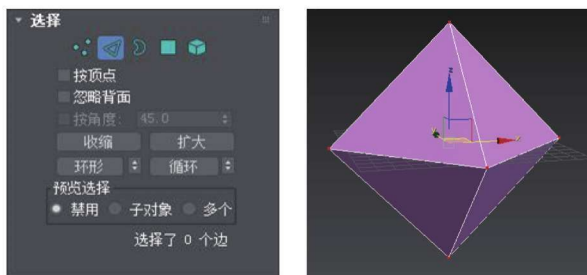 选择
按顶点
忽略背面
按角度: 45.0
收缩 扩大
环形 循环
预览选择
禁用 子对象 多个
选择了 0 个边
z